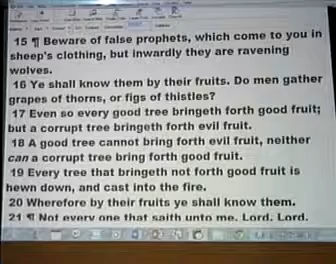 15 ¶ Beware of false prophets, which come to you in
sheep's clothing, but inwardly they are ravening
wolves.
16 Ye shall know them by their fruits. Do men gather
grapes of thorns, or figs of thistles?
17 Even so every good tree bringeth forth good fruit;
but a corrupt tree bringeth forth evil fruit.
18 A good tree cannot bring forth evil fruit, neither
can a corrupt tree bring forth good fruit.
19 Every tree that bringeth not forth good fruit is
hewn down, and cast into the fire.
20 Wherefore by their fruits ye shall know them.
21 ¶ Not every one that saith unto me, Lord, Lord,